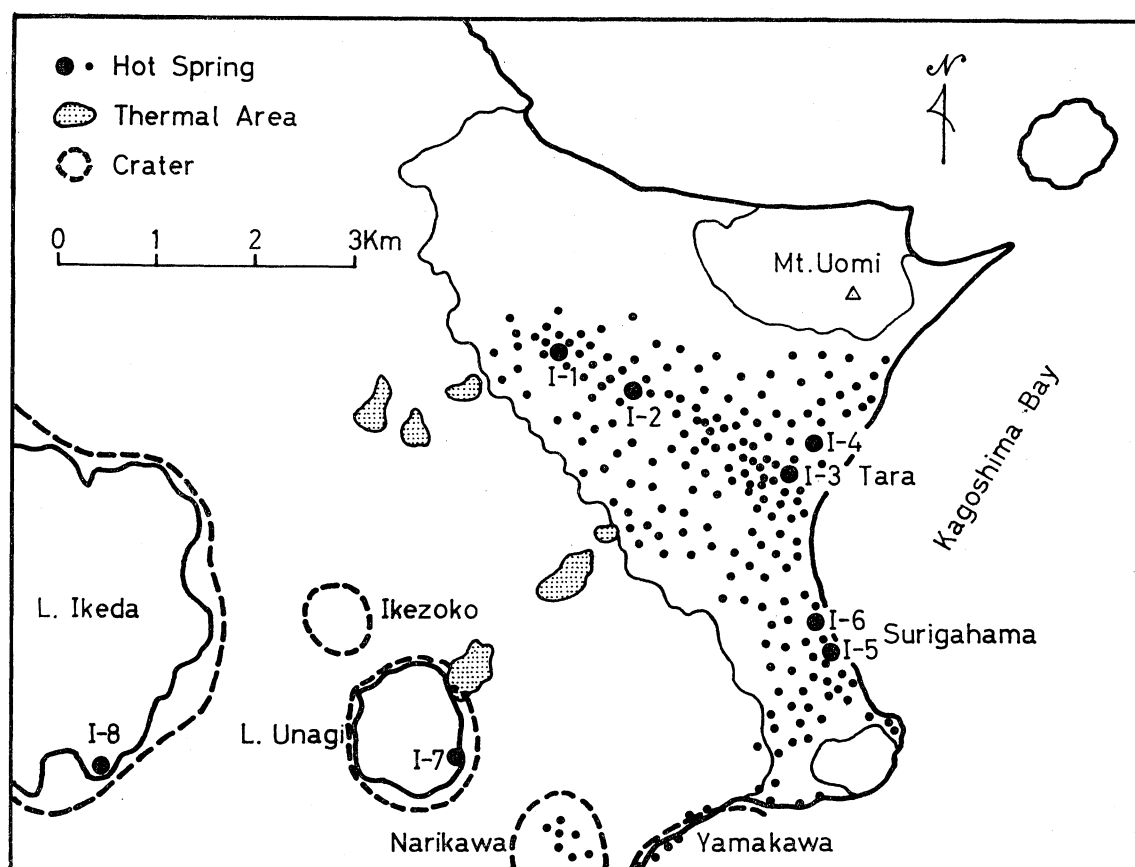 Hot Spring
Thermal Area
Crater
0 1 2 3Km
N
Mt.Uomi
I-1
I-2
I-4
I-3 Tara
Kagoshima Bay
I-6
Surigahama
I-5
L. Ikeda
Ikezoko
I-8
L. Unagi
I-7
Narikawa
Yamakawa